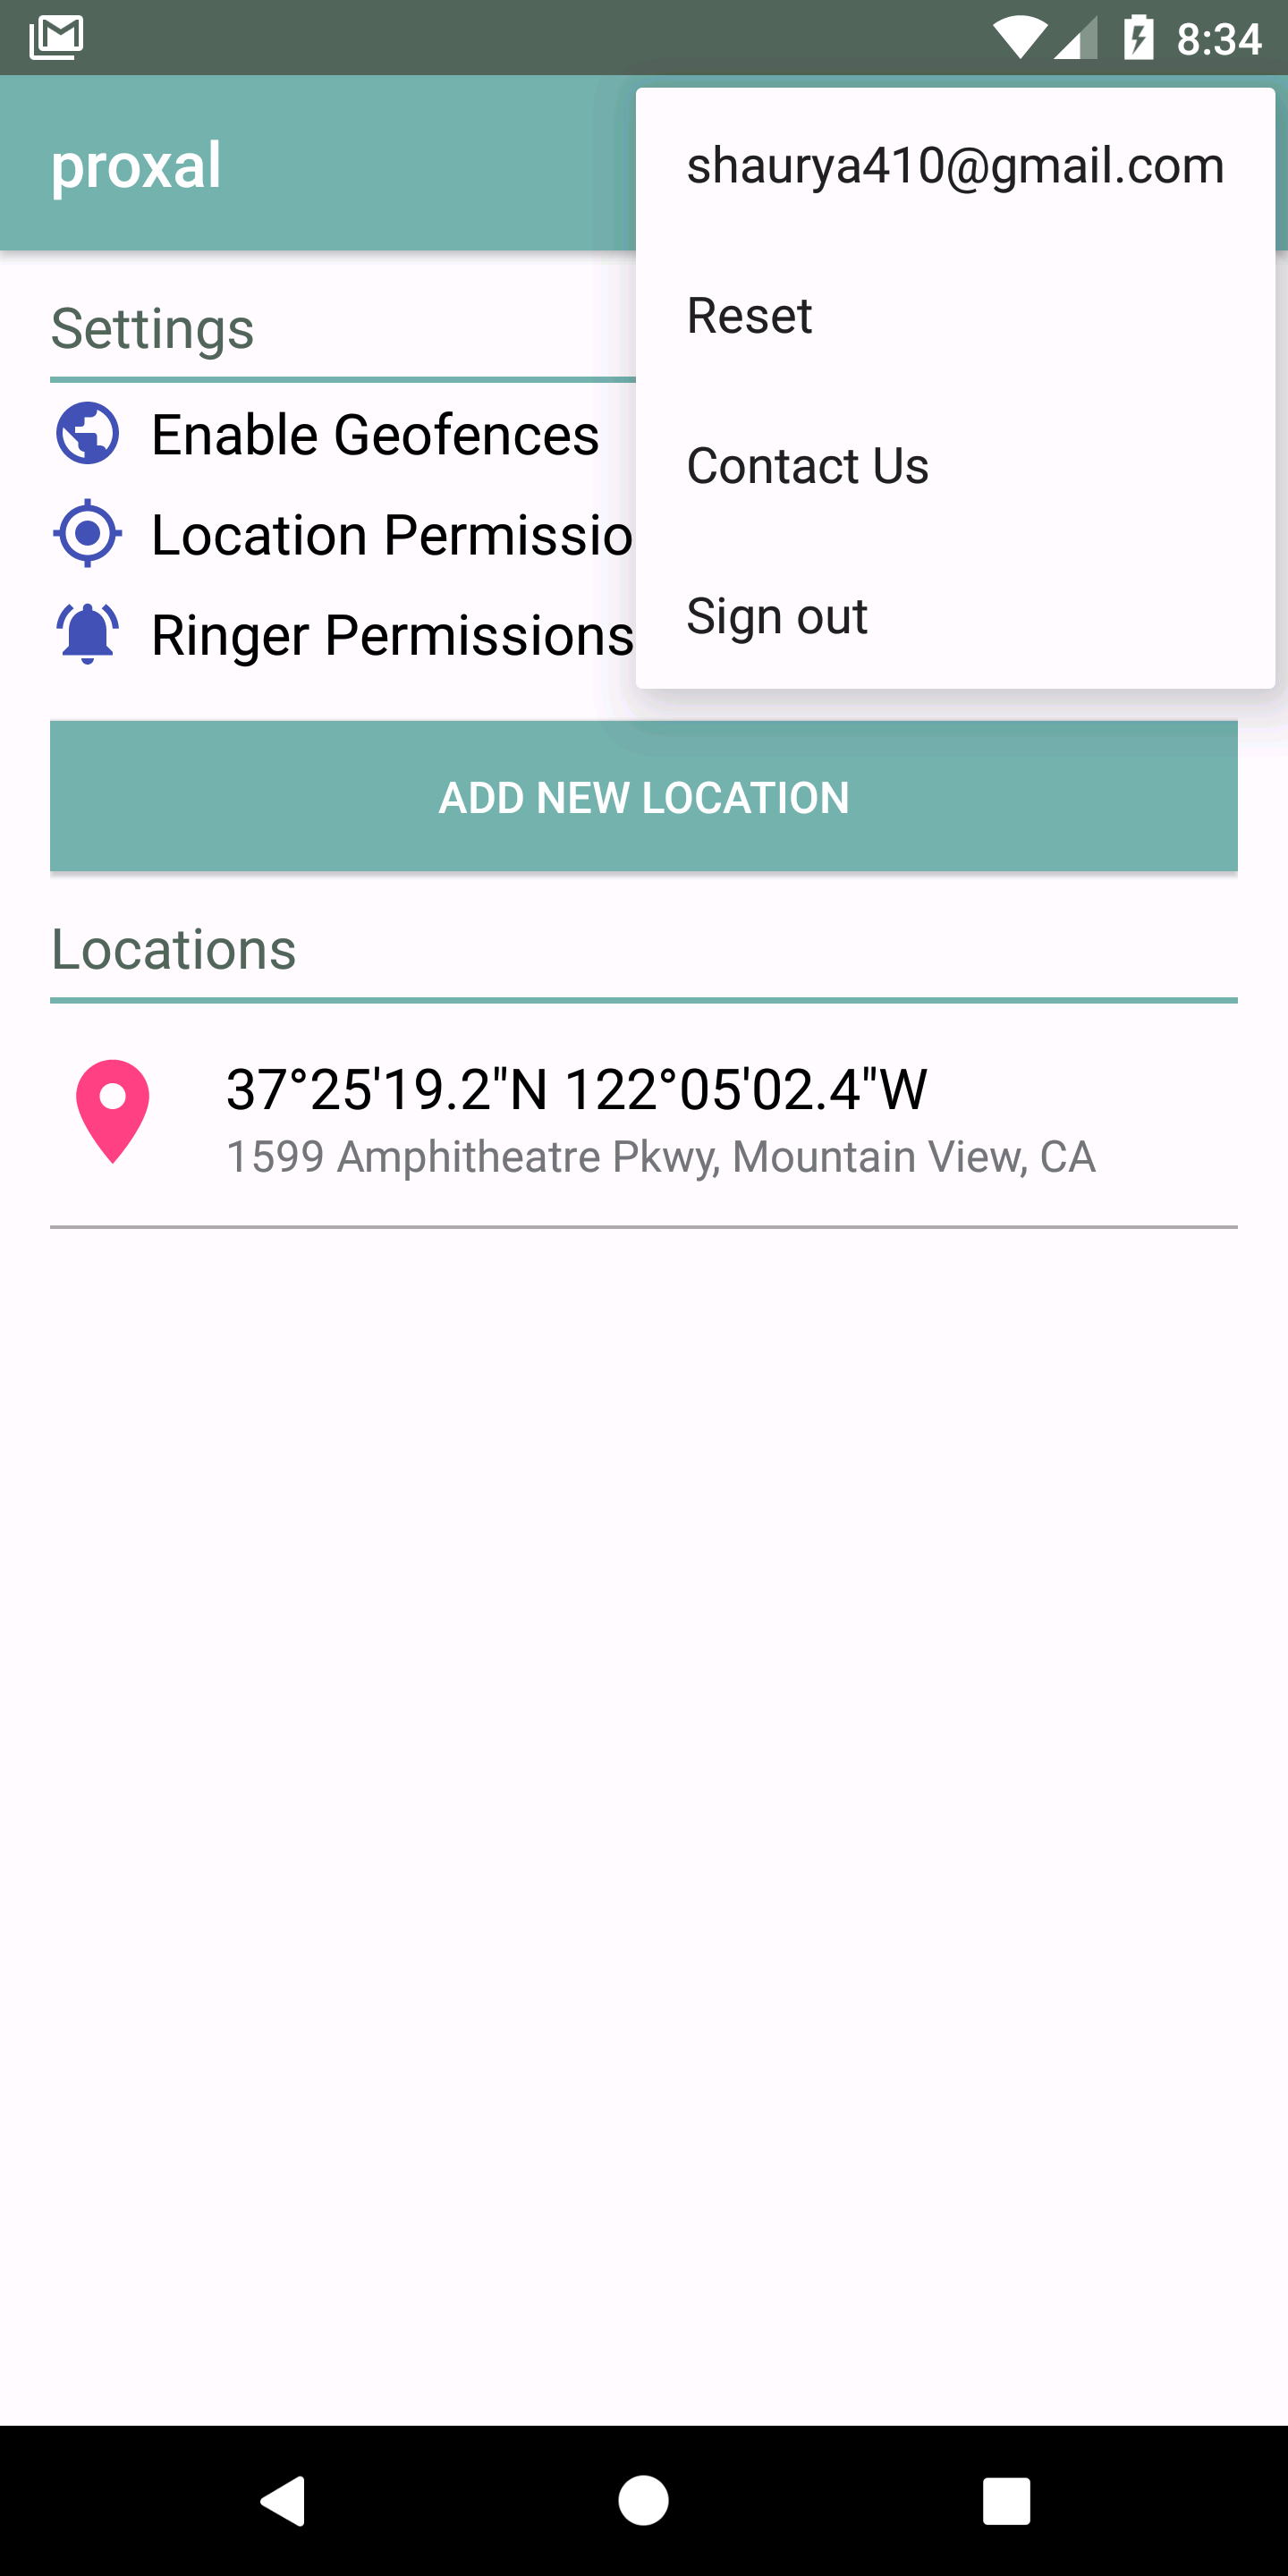 8:34
proxal
shaurya410@gmail.com
Reset
Contact Us
Sign out
Settings
Enable Geofences
Location Permissio
Ringer Permissions
ADD NEW LOCATION
Locations
37°25'19.2"N 122°05'02.4"W
1599 Amphitheatre Pkwy, Mountain View, CA